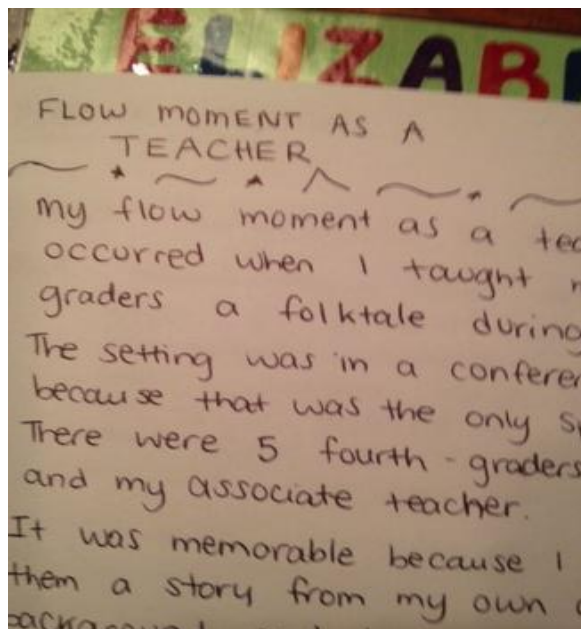 ELIZAB
FLOW MOMENT AS A
TEACHER
my flow moment as a
occurred when I taught
graders a folktale during
The setting was in a
because that was the only
There were 5 fourth-graders
and my associate teacher.
It was memorable because I
them a story from my own